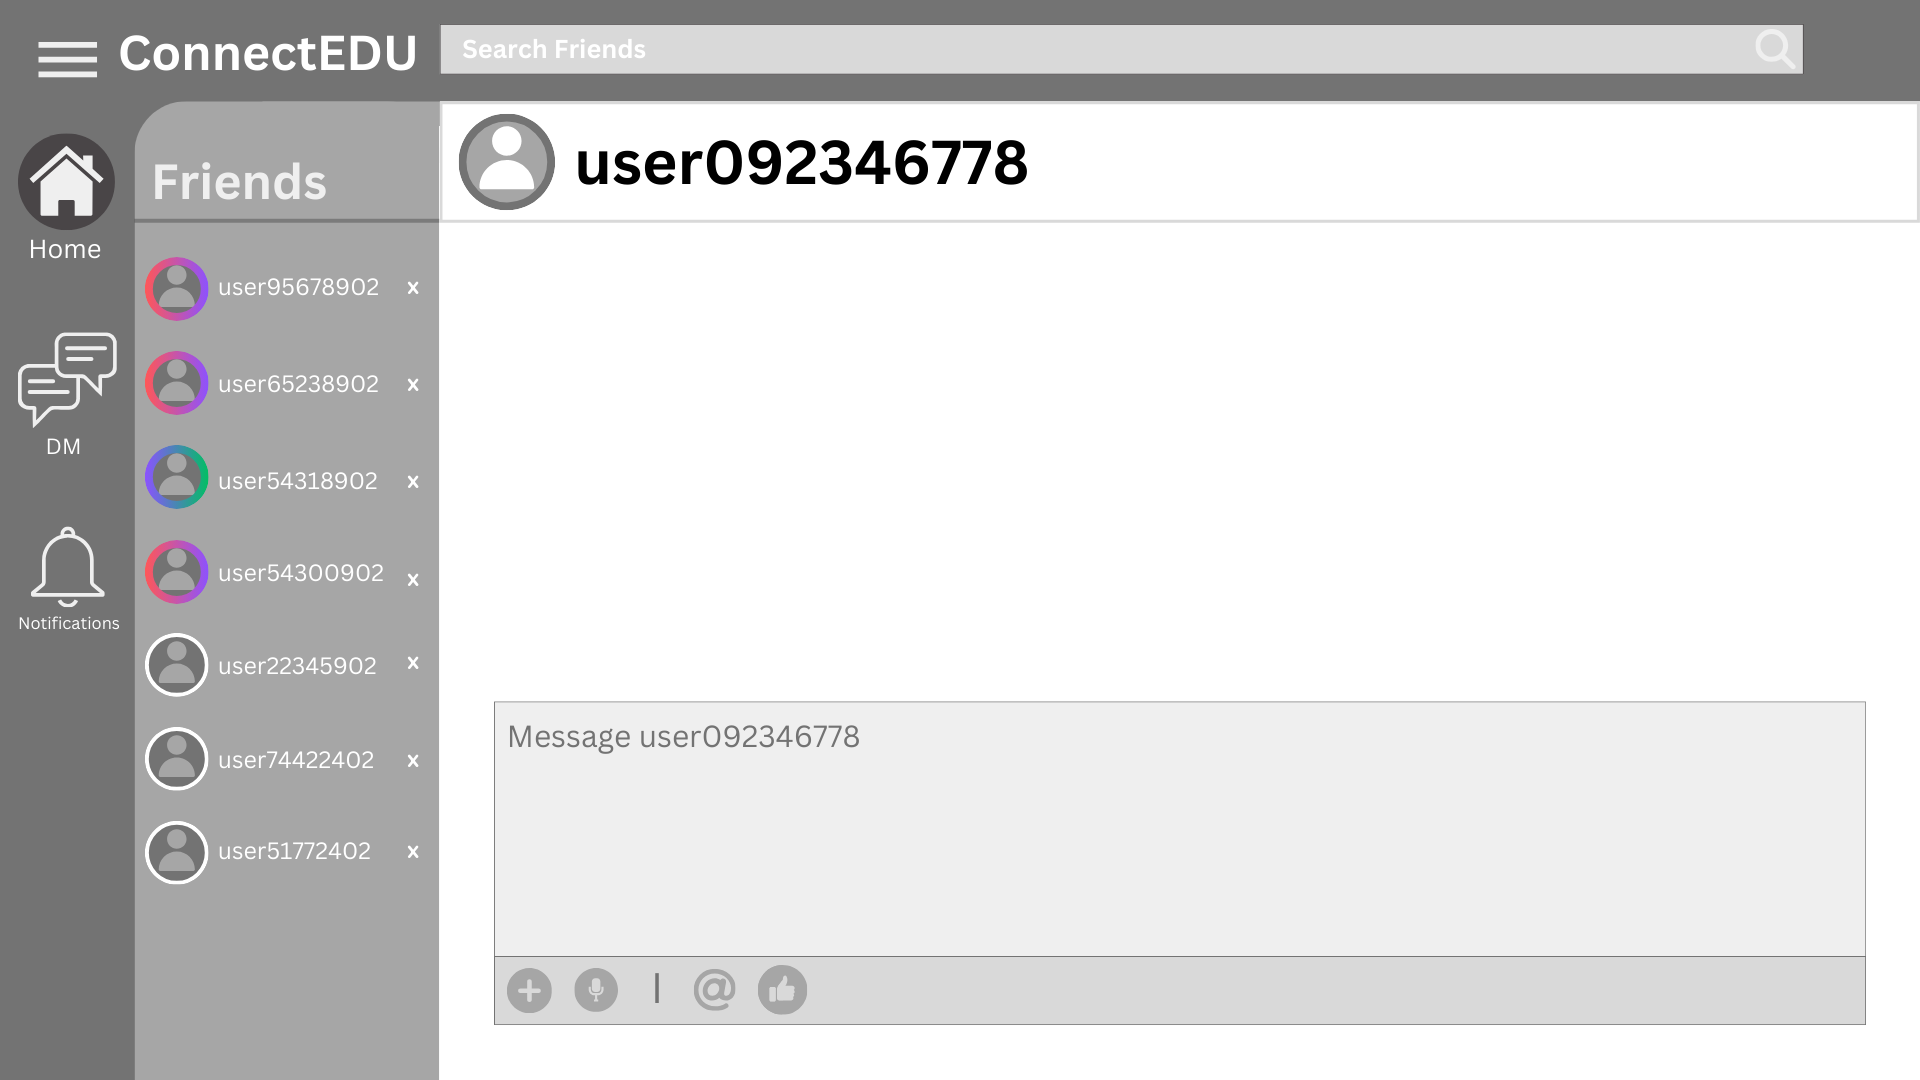 ConnectEDU
Search Friends
Home
DM
Notifications
Friends
user95678902 x
user65238902 x
user54318902 x
user54300902 x
user22345902 x
user74422402 x
user51772402 x
user092346778
Message user092346778
@